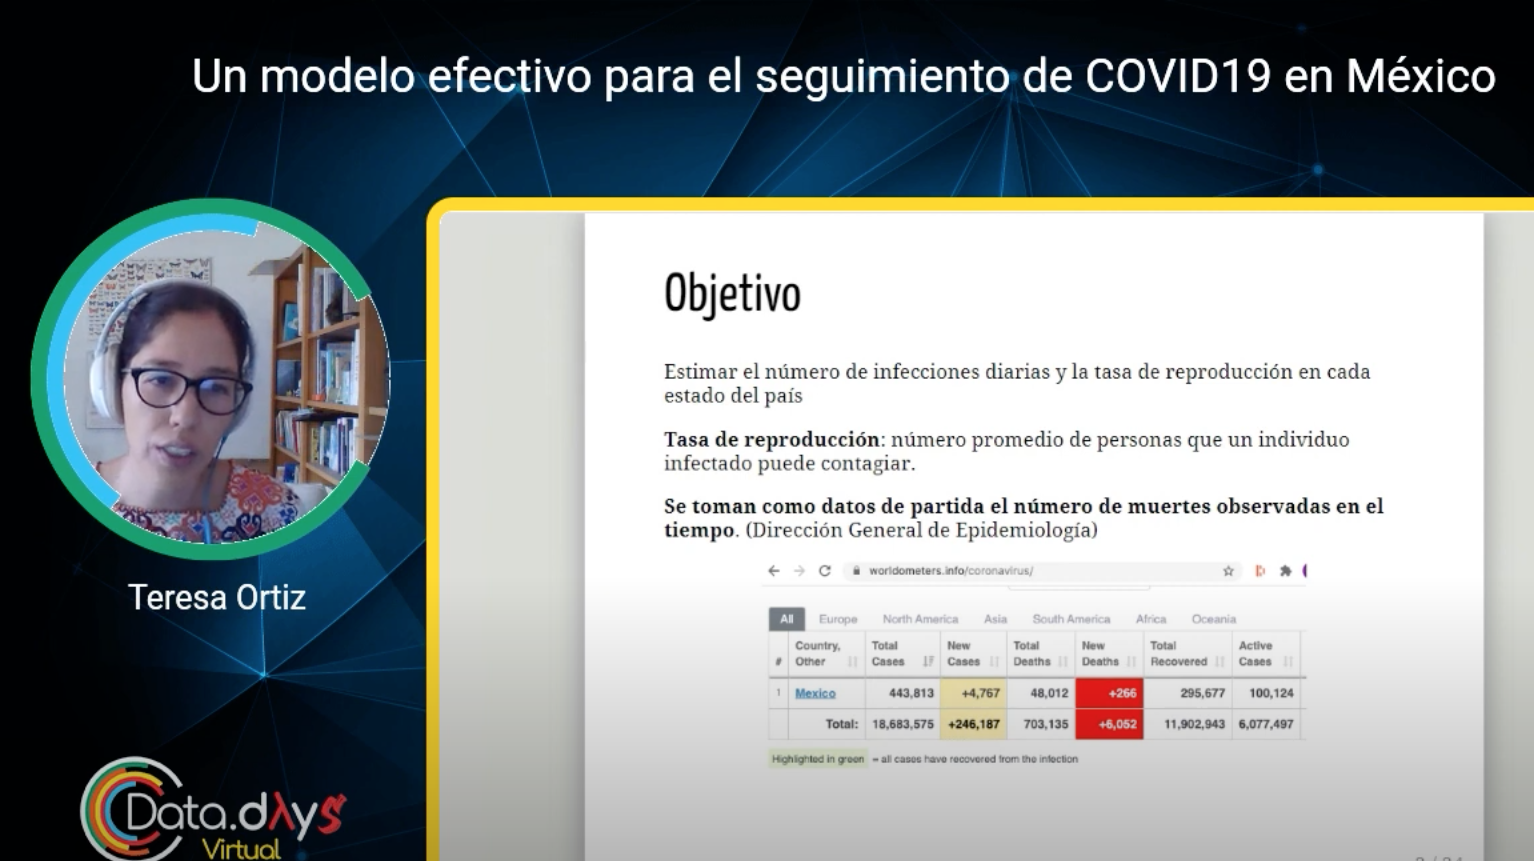 Un modelo efectivo para el seguimiento de COVID19 en México
Objetivo
Estimar el número de infecciones diarias y la tasa de reproducción en cada
estado del país
Tasa de reproducción: número promedio de personas que un individuo
infectado puede contagiar.
Se toman como datos de partida el número de muertes observadas en el
tiempo. (Dirección General de Epidemiología)
worldometers.info/coronavirus/
All Europe North America Asia South America Africa Oceania
# Country, Other Total Cases New Cases Total Deaths New Deaths Total Recovered Active Cases
1 Mexico 443,813 +4,767 48,012 +266 295,677 100,124
Total: 18,683,575 +246,187 703,135 +6,052 11,902,943 6,077,497
Highlighted in green = all cases have recovered from the infection
Teresa Ortiz
Data.dλys
Virtual